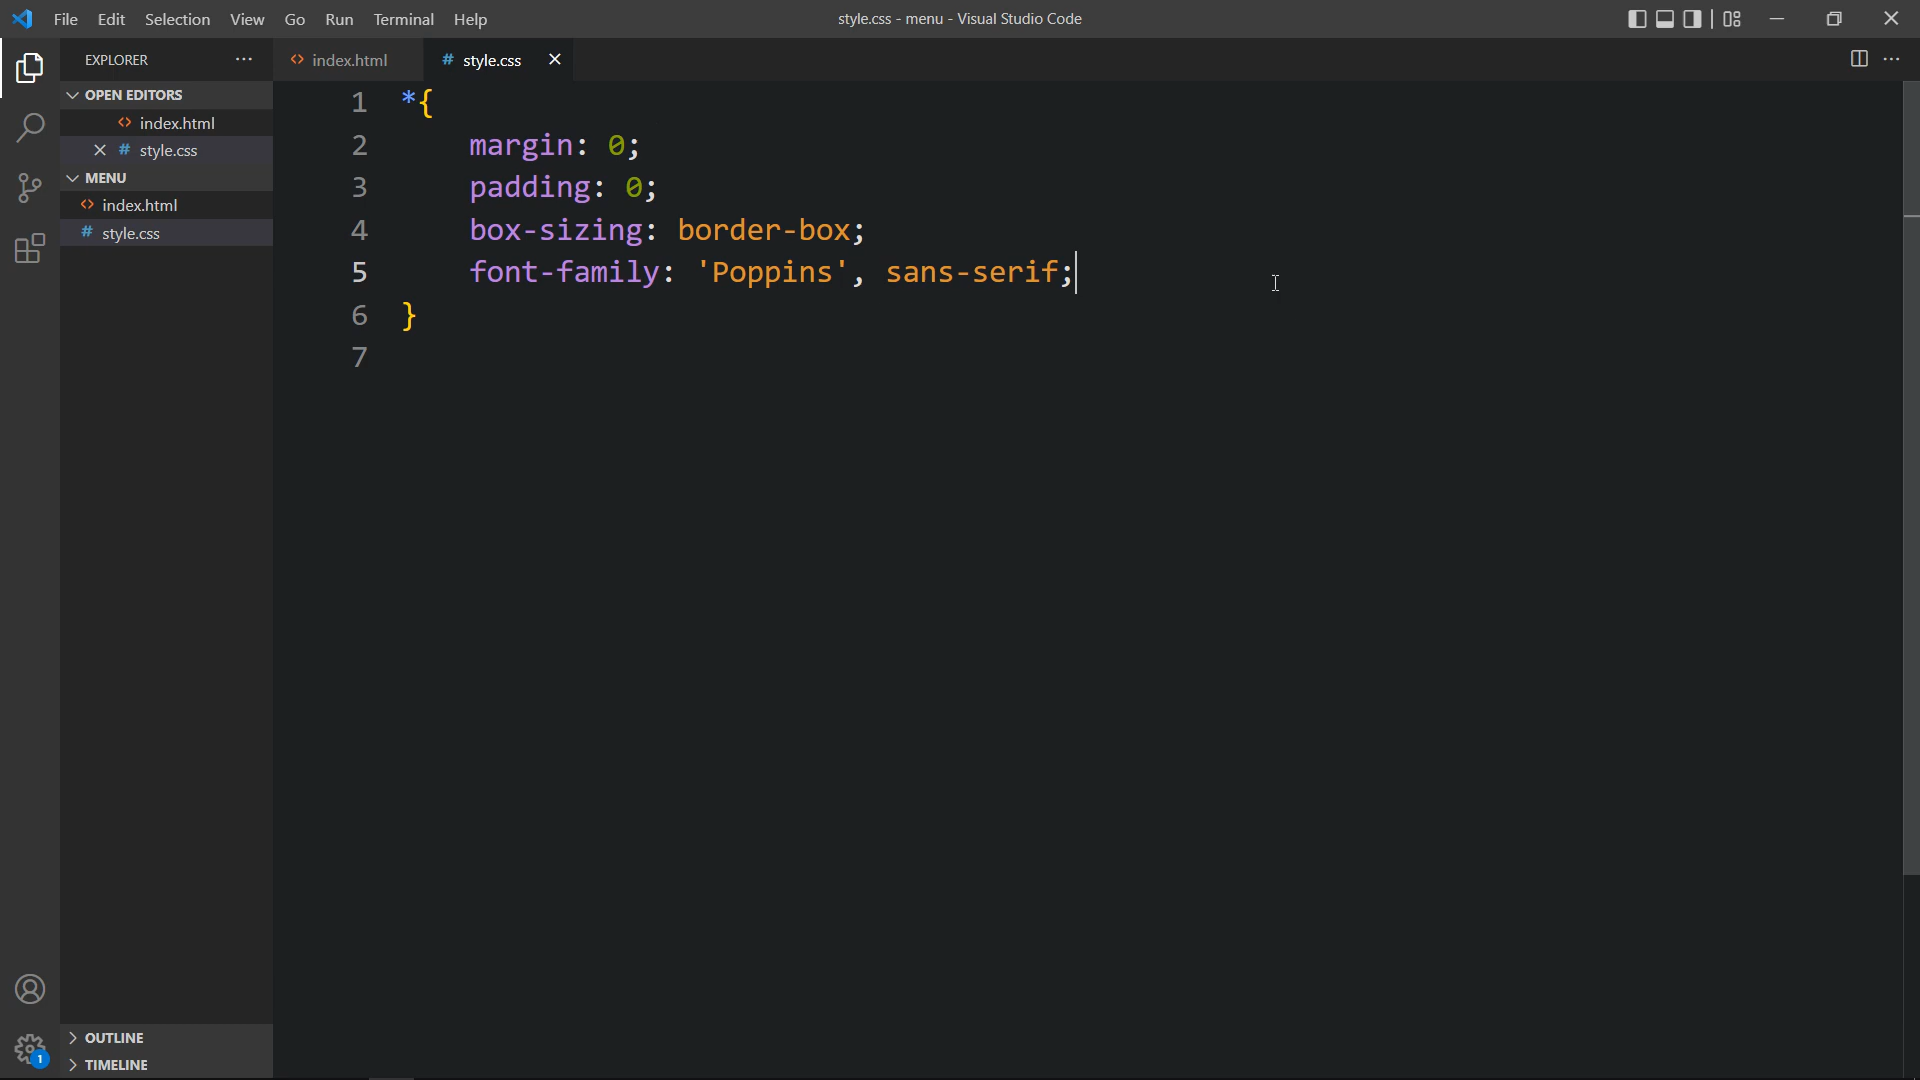 File Edit Selection View Go Run Terminal Help
style.css - menu - Visual Studio Code
EXPLORER
index.html
style.css
OPEN EDITORS
index.html
# style.css
MENU
index.html
# style.css
OUTLINE
TIMELINE
1
1 *{
2 margin: 0;
3 padding: 0;
4 box-sizing: border-box;
5 font-family: 'Poppins', sans-serif;
6 }
7